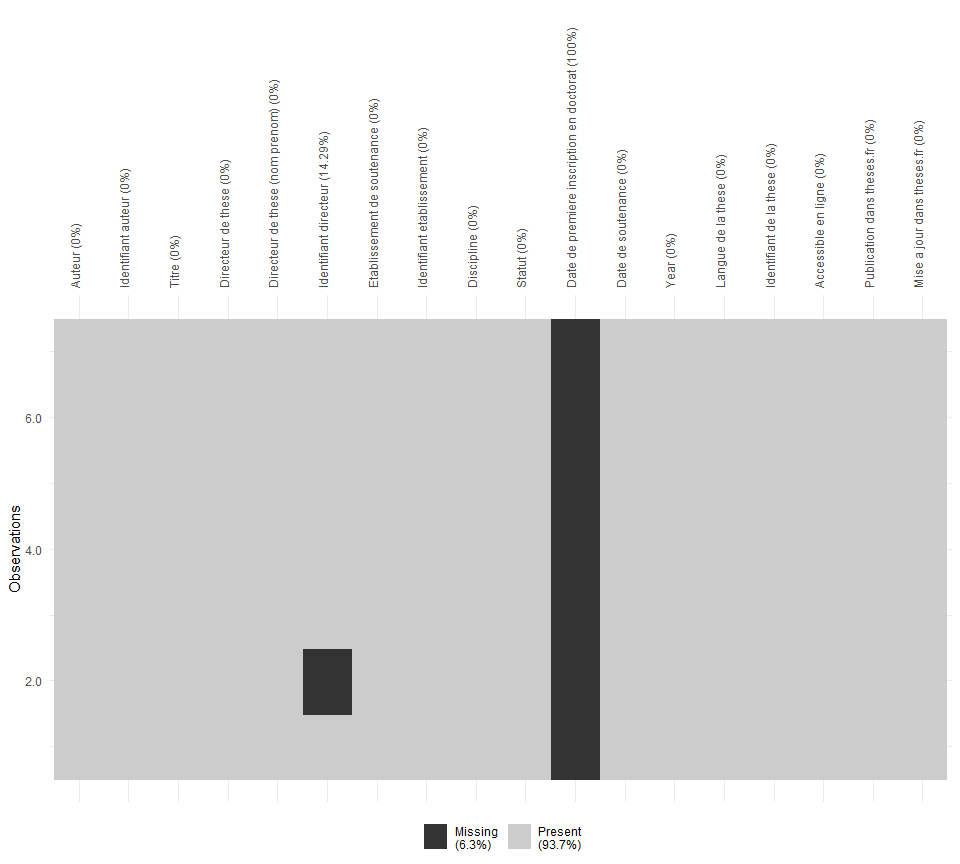 Auteur (0%)
Identifiant auteur (0%)
Titre (0%)
Directeur de these (0%)
Directeur de these (nom prenom) (0%)
Identifiant directeur (14.29%)
Etablissement de soutenance (0%)
Identifiant etablissement (0%)
Discipline (0%)
Statut (0%)
Date de premiere inscription en doctorat (100%)
Date de soutenance (0%)
Year (0%)
Langue de la these (0%)
Identifiant de la these (0%)
Accessible en ligne (0%)
Publication dans theses.fr (0%)
Mise a jour dans theses.fr (0%)
Observations
6.0
4.0
2.0
Missing
(6.3%)
Present
(93.7%)